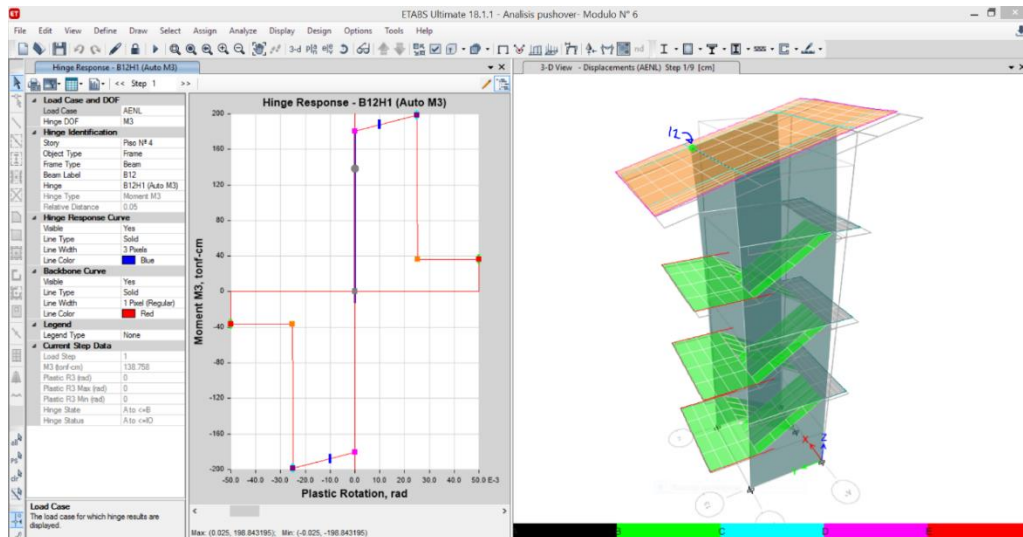 ETABS Ultimate 18.1.1 - Analisis pushover- Modulo N° 6
File Edit View Define Draw Select Assign Analyze Display Design Options Tools Help
Hinge Response - B12H1 (Auto M3)
3-D View - Displacements (AENL) Step 1/9 [cm]
<< Step 1 >>
Load Case and DOF
Load Case AENL
Hinge DOF M3
Hinge Identification
Story Piso Nº 4
Object Type Frame
Frame Type Beam
Beam Label B12
Hinge B12H1 (Auto M3)
Hinge Type Moment M3
Relative Distance 0.05
Hinge Response Curve
Visible Yes
Line Type Solid
Line Width 3 Pixels
Line Color Blue
Backbone Curve
Visible Yes
Line Type Solid
Line Width 1 Pixel (Regular)
Line Color Red
Legend
Legend Type None
Current Step Data
Load Step 1
M3 (tonf-cm) 138.758
Plastic R3 (rad) 0
Plastic R3 Max (rad) 0
Plastic R3 Min (rad) 0
Hinge State A to <=B
Hinge Status A to <=IO
Load Case
The load case for which hinge results are displayed.
Hinge Response - B12H1 (Auto M3)
Moment M3, tonf-cm
200
160
120
80
40
0
-40
-80
-120
-160
-200
-50.0 -40.0 -30.0 -20.0 -10.0 0.0 10.0 20.0 30.0 40.0 50.0 E-3
Plastic Rotation, rad
Max: (0.025, 198.843195); Min: (-0.025, -198.843195)
12
X
Z
B C D E